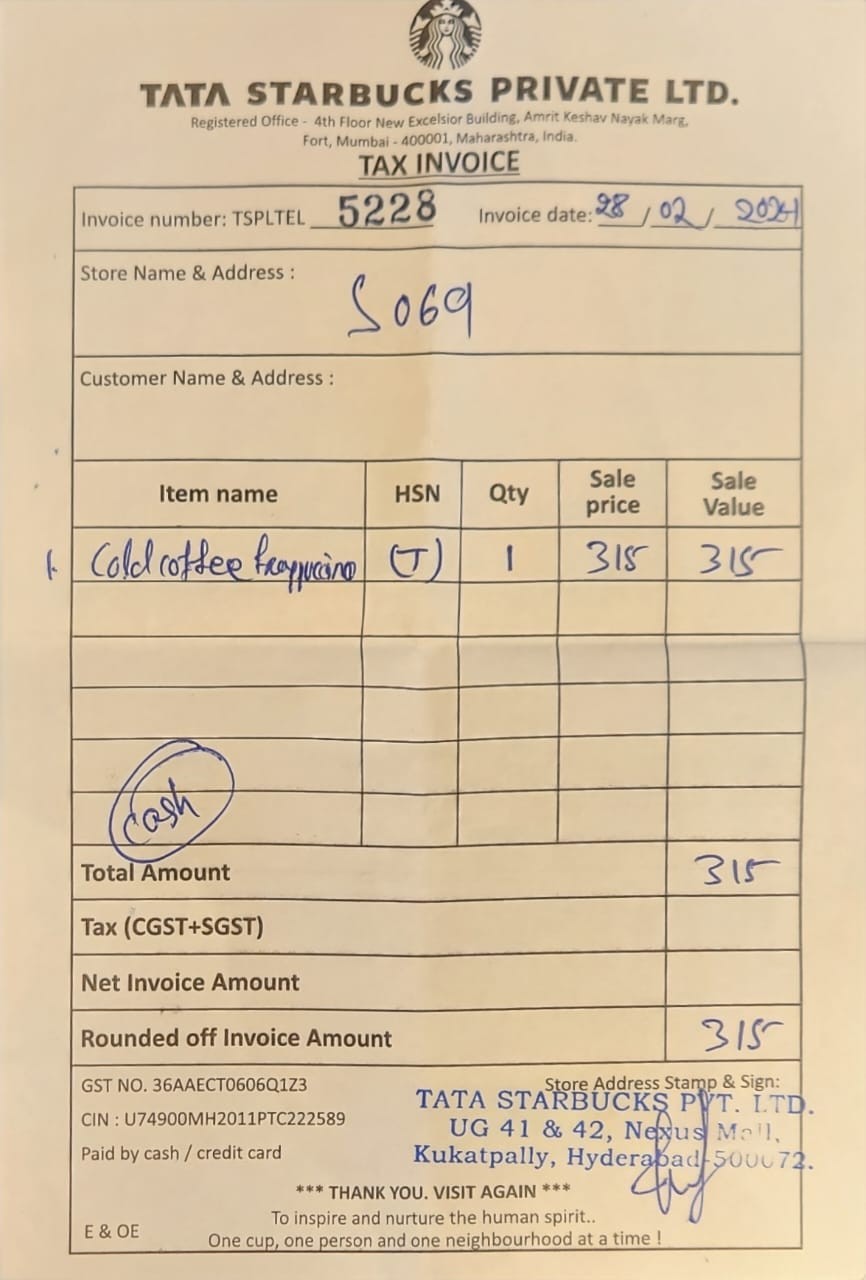 TATA STARBUCKS PRIVATE LTD.
Registered Office - 4th Floor New Excelsior Building, Amrit Keshav Nayak Marg,
Fort, Mumbai - 400001, Maharashtra, India.
TAX INVOICE
Invoice number: TSPLTEL 5228 Invoice date: 28 / 02 / 2024
Store Name & Address :
S069
Customer Name & Address :
Item name HSN Qty Sale price Sale Value
1. Cold coffee frappuccino (T) 1 315 315
cash
Total Amount 315
Tax (CGST+SGST)
Net Invoice Amount
Rounded off Invoice Amount 315
GST NO. 36AAECT0606Q1Z3
CIN : U74900MH2011PTC222589
Paid by cash / credit card
Store Address Stamp & Sign:
TATA STARBUCKS PVT. LTD.
UG 41 & 42, Nexus Mall,
Kukatpally, Hyderabad-500072.
*** THANK YOU. VISIT AGAIN ***
To inspire and nurture the human spirit..
E & OE
One cup, one person and one neighbourhood at a time !